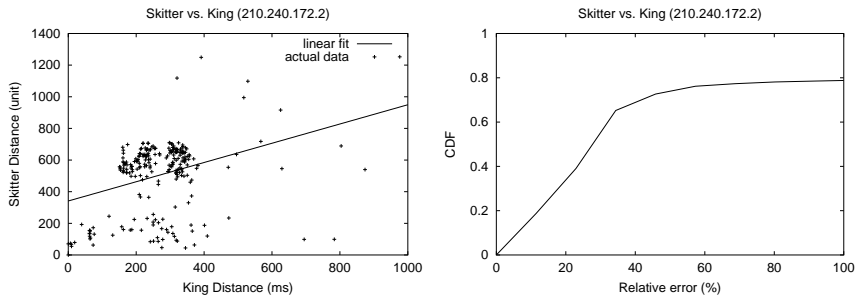 Skitter vs. King (210.240.172.2)
1400
1200
1000
800
600
400
200
0
Skitter Distance (unit)
linear fit
actual data
0 200 400 600 800 1000
King Distance (ms)
Skitter vs. King (210.240.172.2)
1
0.8
0.6
0.4
0.2
0
CDF
0 20 40 60 80 100
Relative error (%)